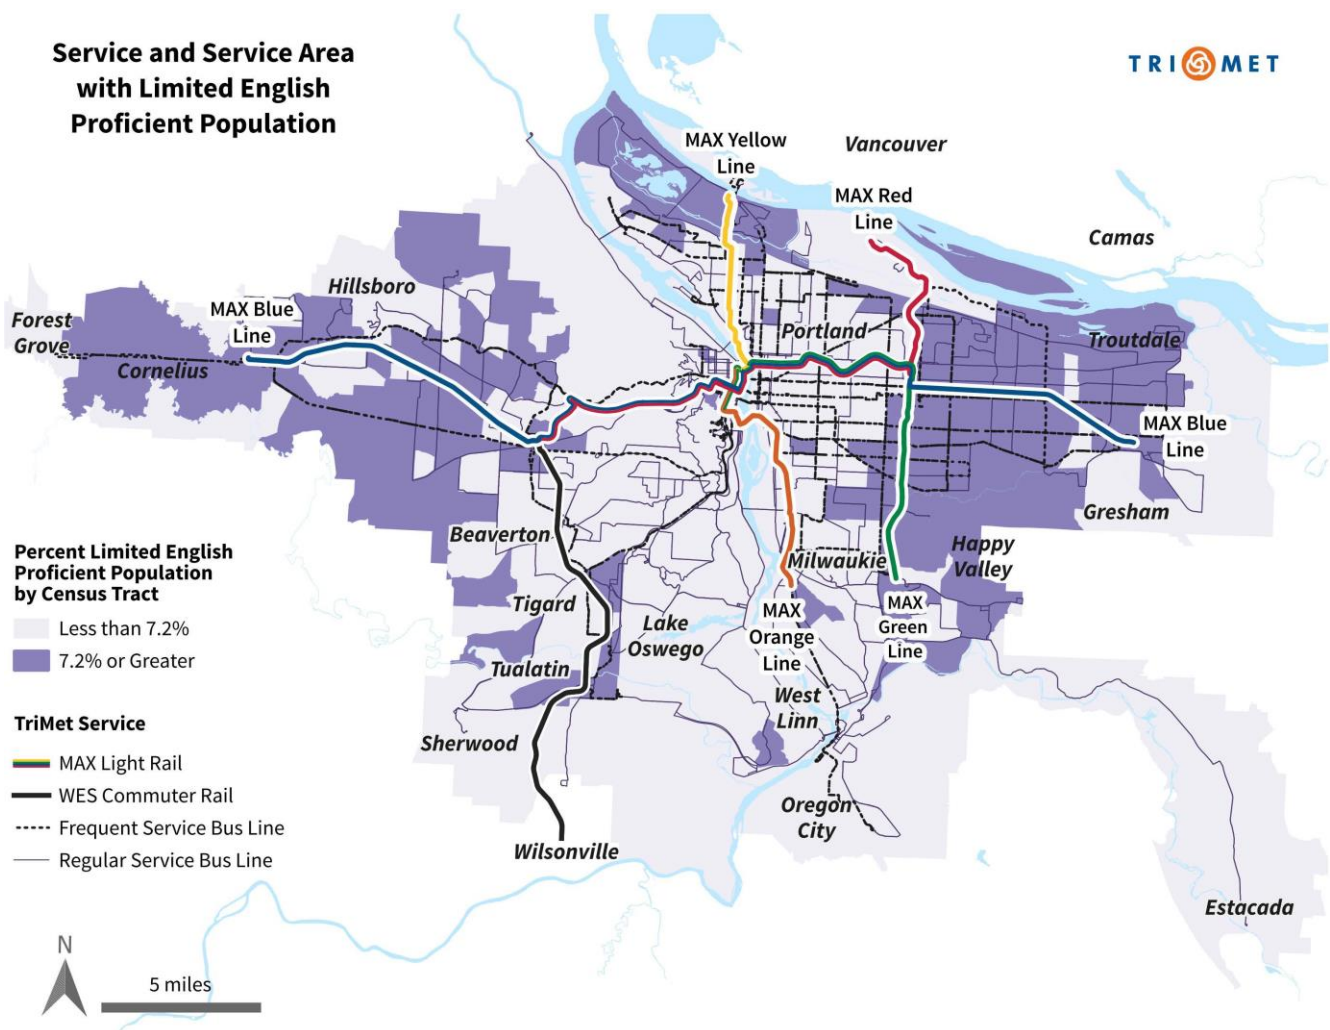 Service and Service Area
with Limited English
Proficient Population
TRI MET
MAX Yellow
Line
Vancouver
MAX Red
Line
Camas
Hillsboro
MAX Blue
Line
Forest
Grove
Cornelius
Portland
Troutdale
MAX Blue
Line
Gresham
Beaverton
Happy
Valley
Milwaukie
Tigard
MAX
Orange
Line
MAX
Green
Line
Lake
Oswego
Tualatin
West
Linn
Sherwood
Oregon
City
Wilsonville
Estacada
Percent Limited English
Proficient Population
by Census Tract
Less than 7.2%
7.2% or Greater
TriMet Service
MAX Light Rail
WES Commuter Rail
Frequent Service Bus Line
Regular Service Bus Line
N
5 miles